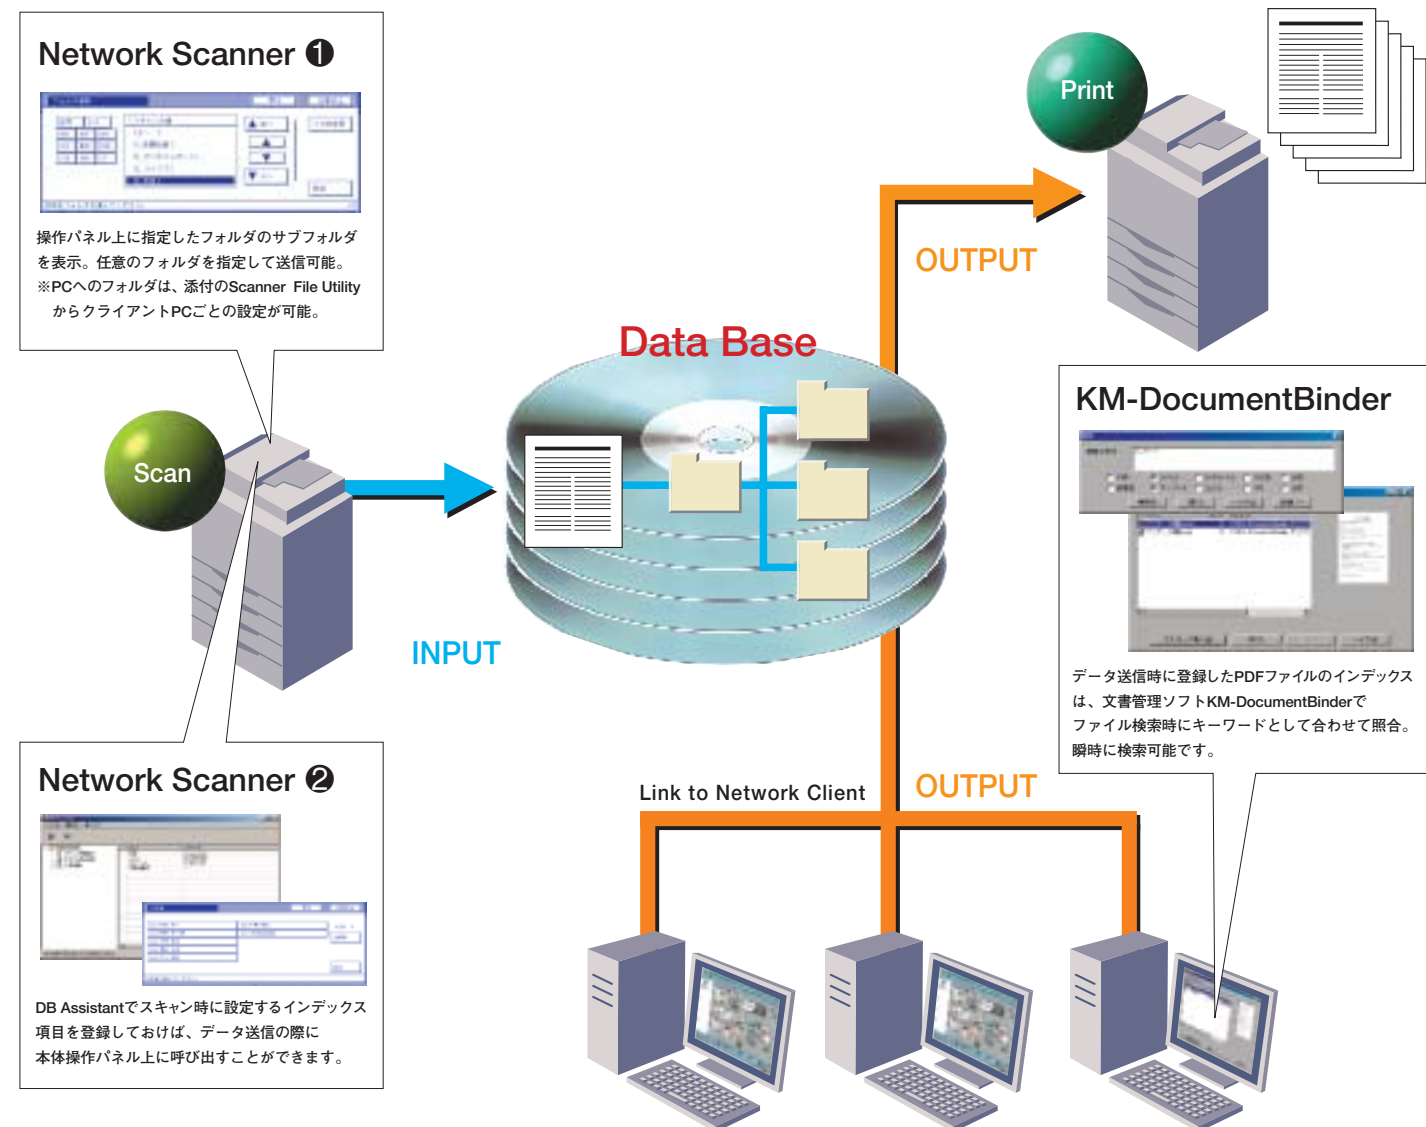 Network Scanner ❶
操作パネル上に指定したフォルダのサブフォルダ
を表示。任意のフォルダを指定して送信可能。
※PCへのフォルダは、添付のScanner File Utility
からクライアントPCごとの設定が可能。
Print
OUTPUT
Data Base
Scan
INPUT
KM-DocumentBinder
データ送信時に登録したPDFファイルのインデックス
は、文書管理ソフトKM-DocumentBinderで
ファイル検索時にキーワードとして合わせて照合。
瞬時に検索可能です。
Network Scanner ❷
DB Assistantでスキャン時に設定するインデックス
項目を登録しておけば、データ送信の際に
本体操作パネル上に呼び出すことができます。
Link to Network Client
OUTPUT